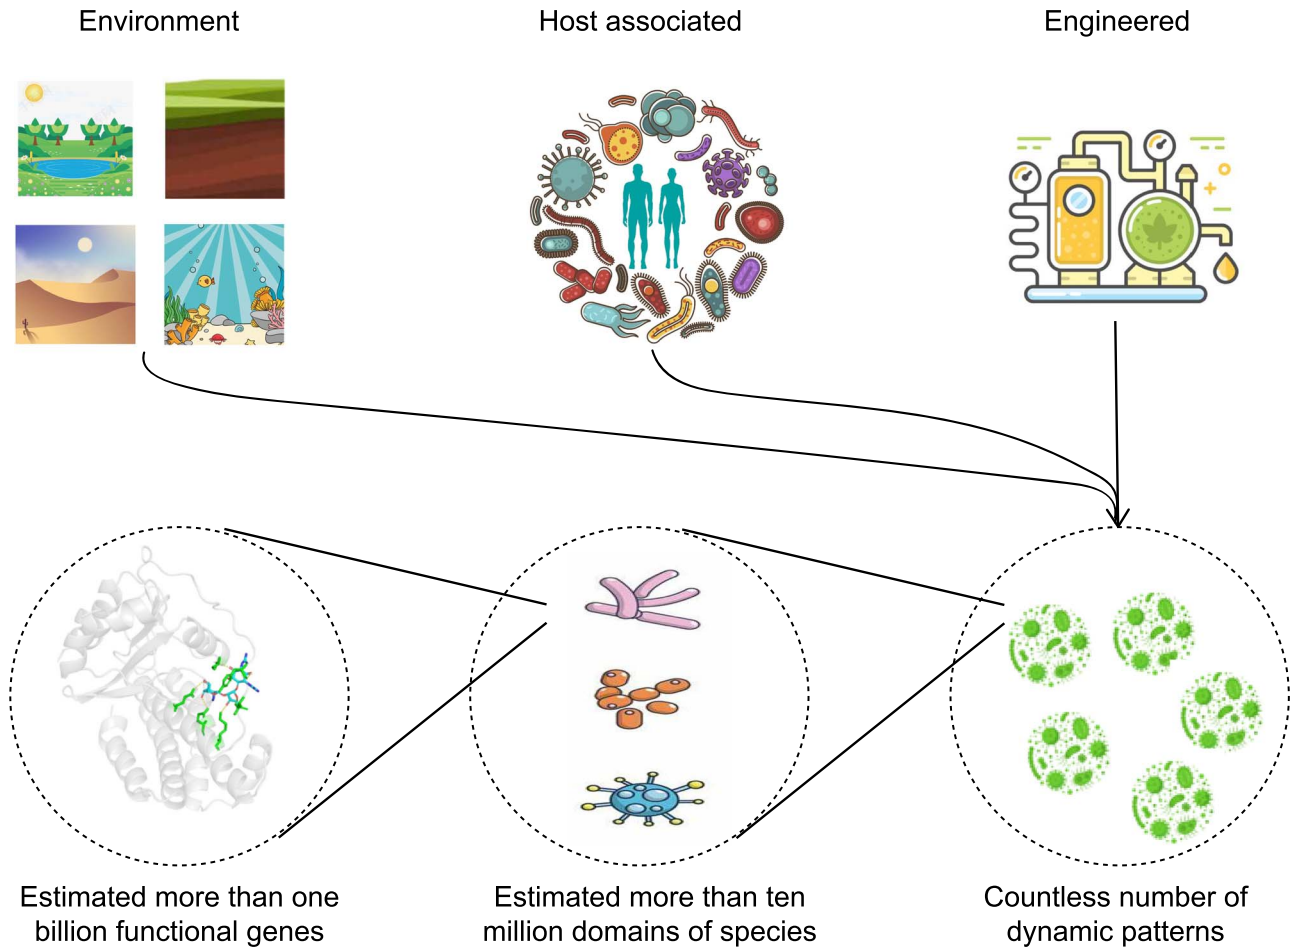 Environment
Host associated
Engineered
Estimated more than one
billion functional genes
Estimated more than ten
million domains of species
Countless number of
dynamic patterns